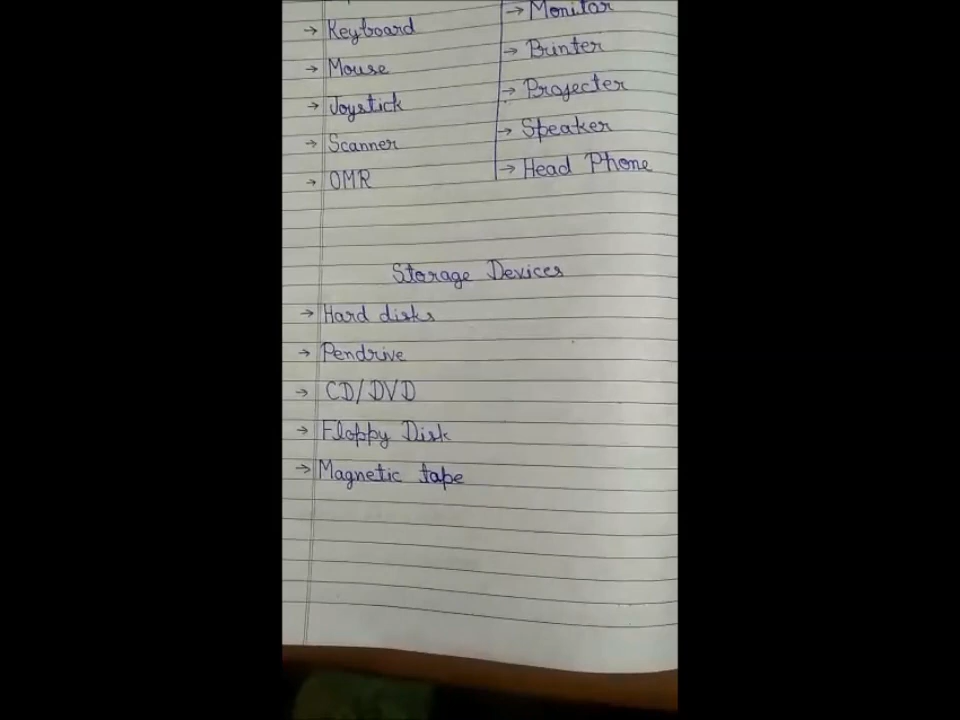 → Keyboard
→ Mouse
→ Joystick
→ Scanner
→ OMR
→ Monitor
→ Printer
→ Projecter
→ Speaker
→ Head Phone
Storage Devices
→ Hard disks
→ Pendrive
→ CD/DVD
→ Floppy Disk
→ Magnetic tape